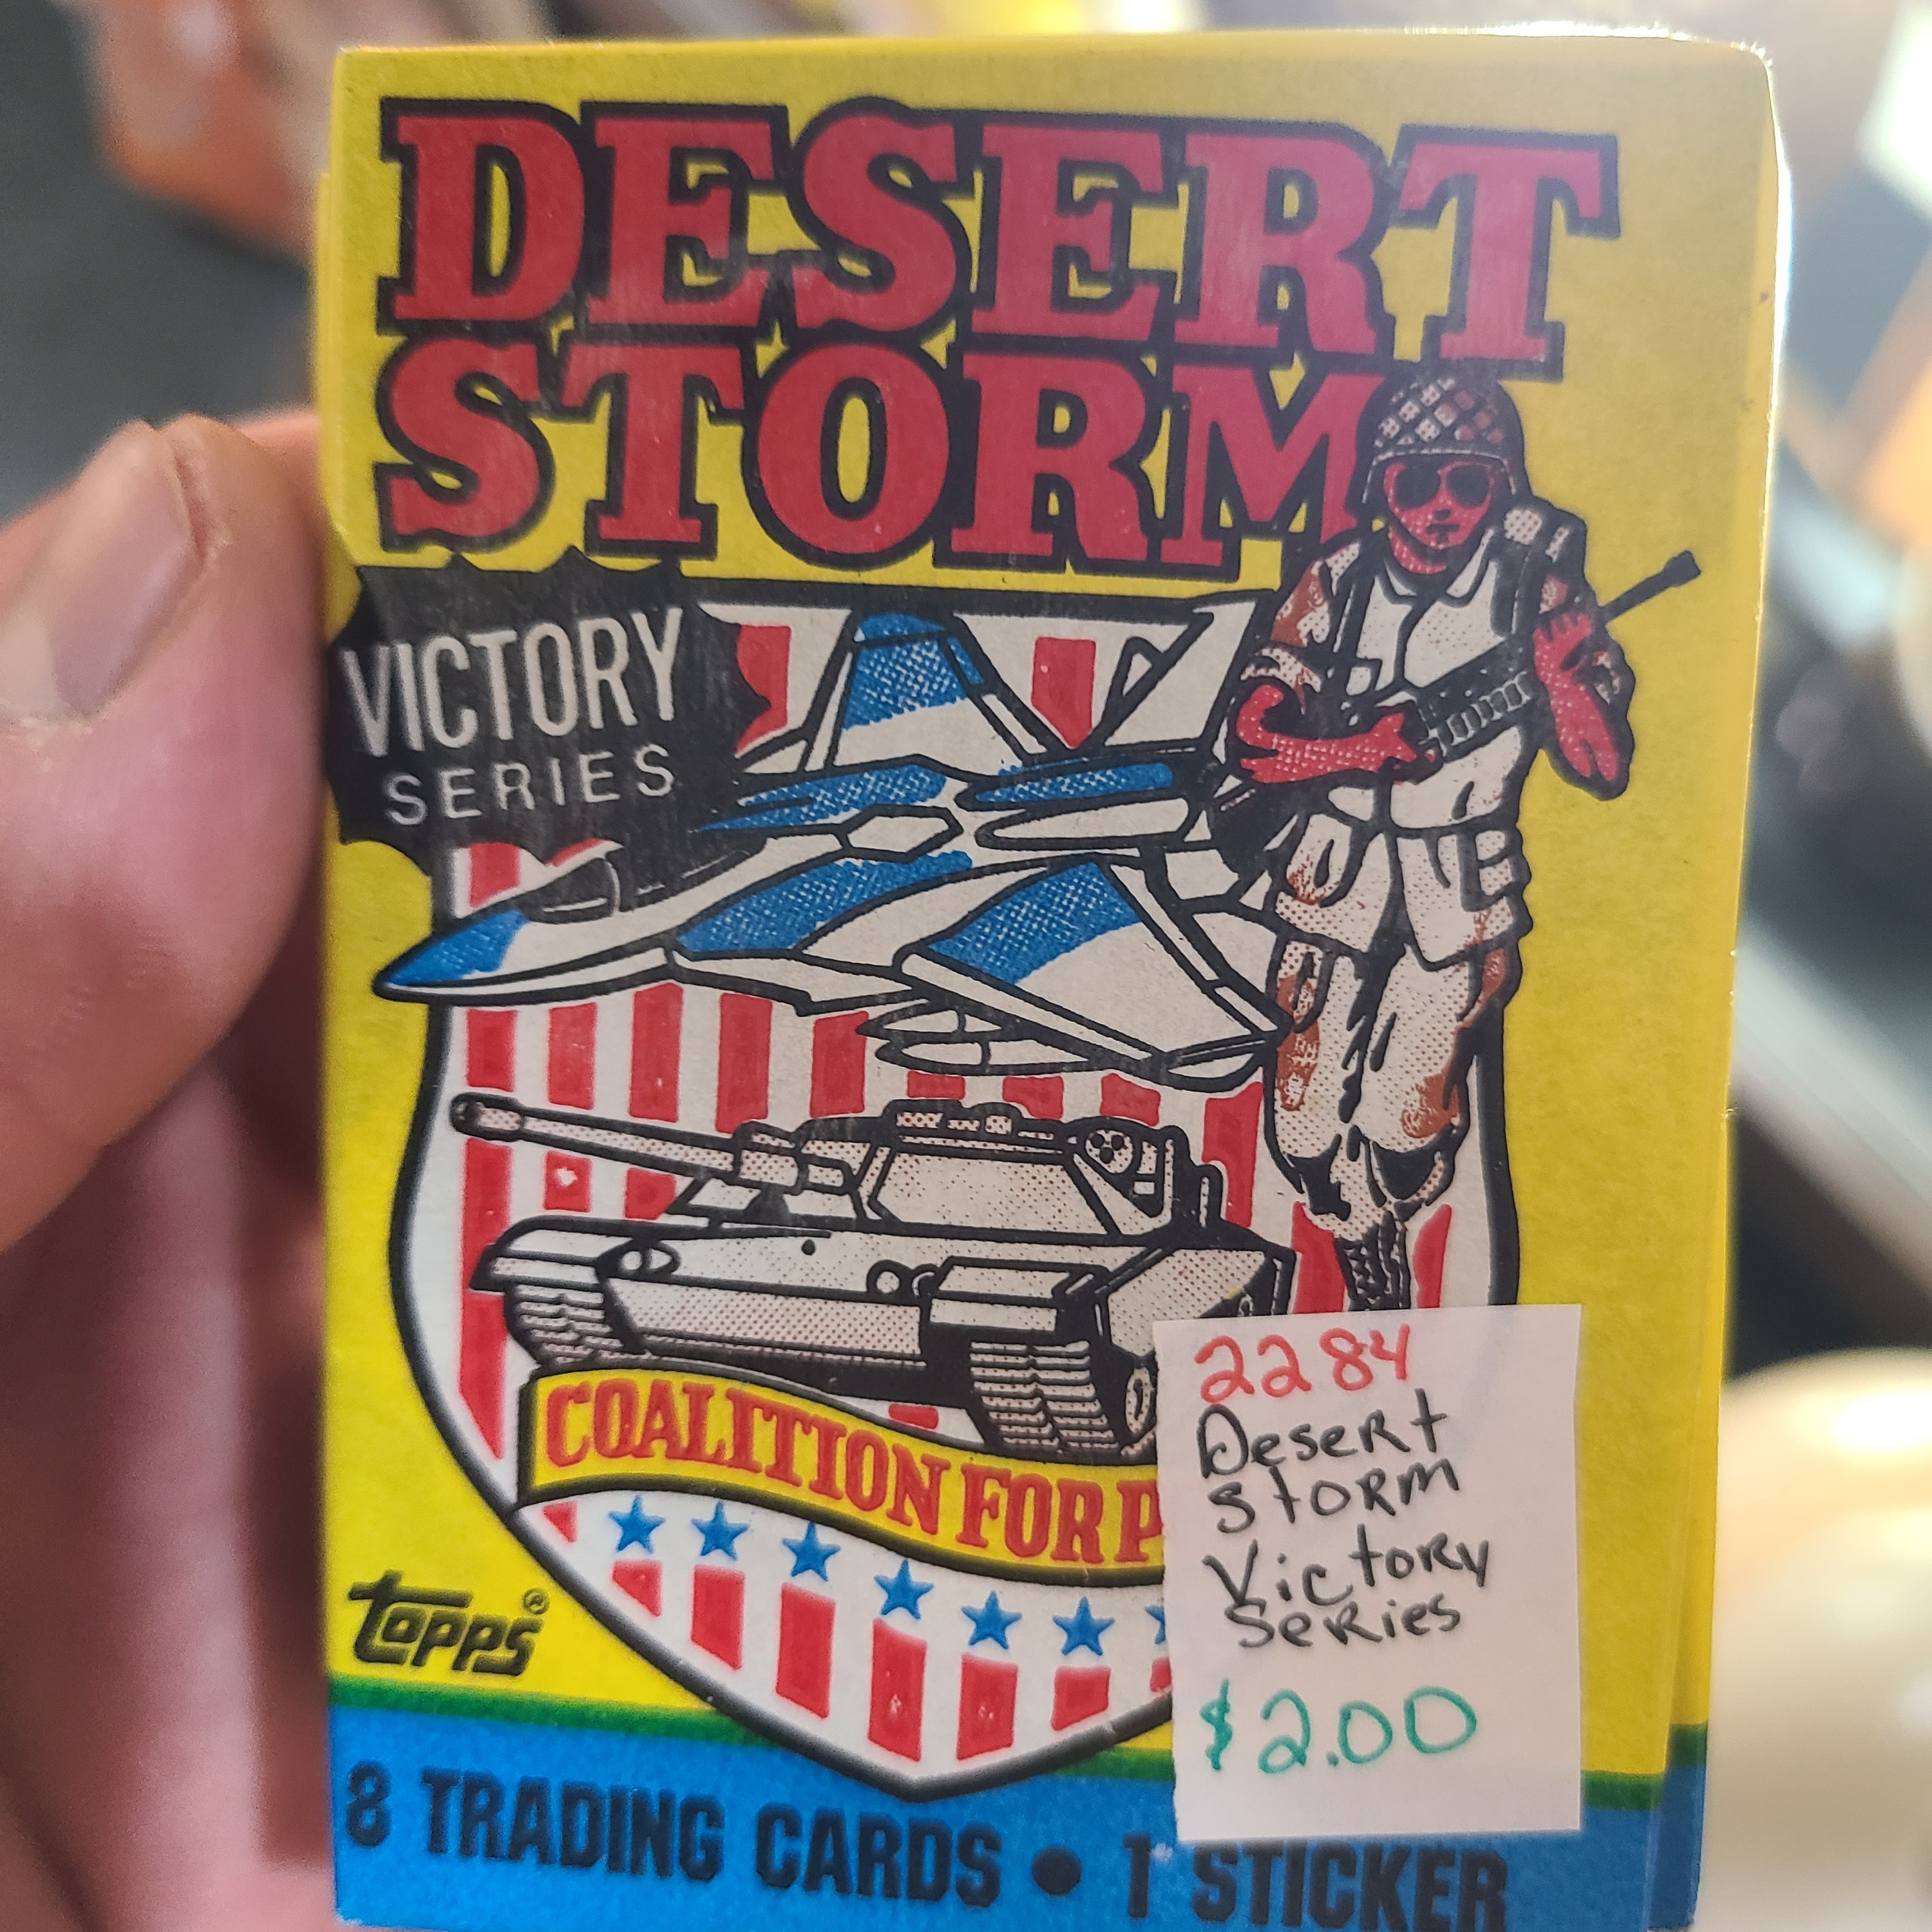 DESERT
STORM
VICTORY
SERIES
COALITION FOR P
topps®
8 TRADING CARDS • 1 STICKER
2284
Desert
Storm
Victory
Series
$2.00